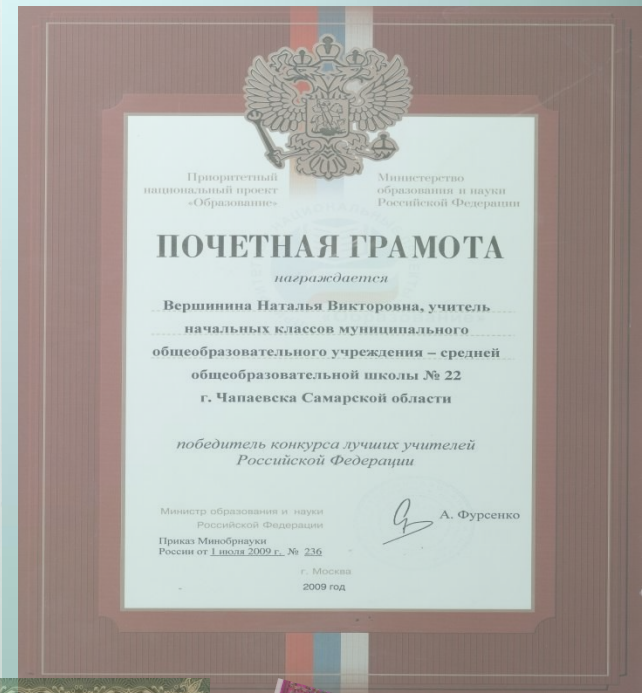 Приоритетный
национальный проект
«Образование»
Министерство
образования и науки
Российской Федерации
ПОЧЕТНАЯ ГРАМОТА
награждается
Вершинина Наталья Викторовна, учитель
начальных классов муниципального
общеобразовательного учреждения – средней
общеобразовательной школы № 22
г. Чапаевска Самарской области
победитель конкурса лучших учителей
Российской Федерации
Министр образования и науки
Российской Федерации
А. Фурсенко
Приказ Минобрнауки
России от 1 июля 2009 г. № 236
г. Москва
2009 год